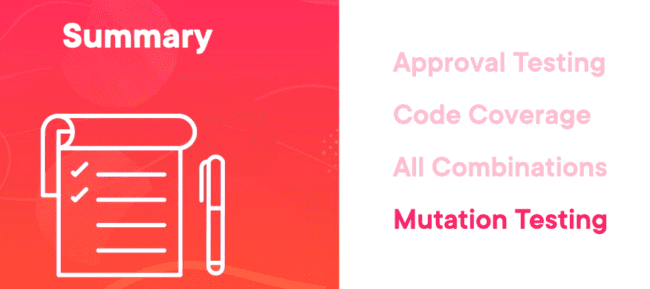 Summary
Approval Testing
Code Coverage
All Combinations
Mutation Testing